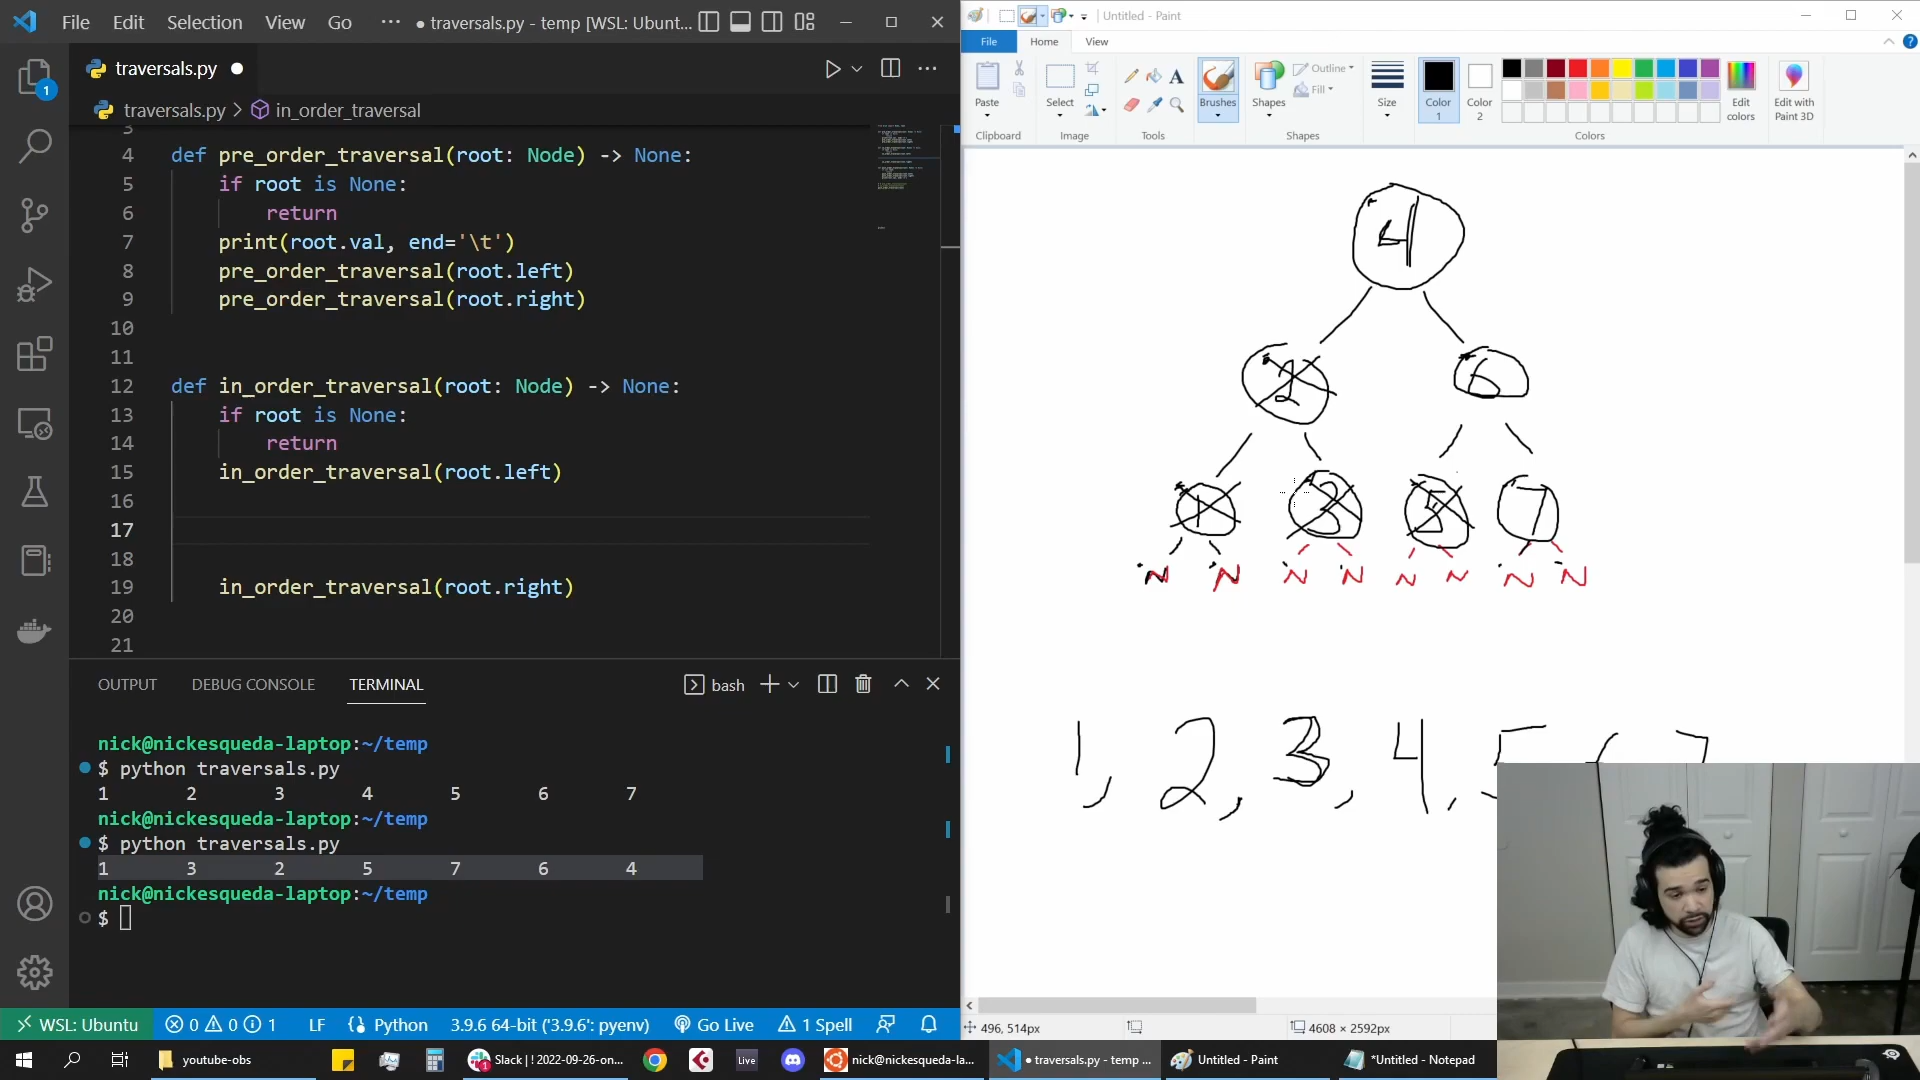 File Edit Selection View Go ··· ● traversals.py - temp [WSL: Ubunt...
traversals.py ●
traversals.py > in_order_traversal
3
4 def pre_order_traversal(root: Node) -> None:
5 if root is None:
6 return
7 print(root.val, end='\t')
8 pre_order_traversal(root.left)
9 pre_order_traversal(root.right)
10
11
12 def in_order_traversal(root: Node) -> None:
13 if root is None:
14 return
15 in_order_traversal(root.left)
16
17
18
19 in_order_traversal(root.right)
20
21
1
OUTPUT DEBUG CONSOLE TERMINAL bash
nick@nickesqueda-laptop:~/temp
$ python traversals.py
1 2 3 4 5 6 7
nick@nickesqueda-laptop:~/temp
$ python traversals.py
1 3 2 5 7 6 4
nick@nickesqueda-laptop:~/temp
$
WSL: Ubuntu 0 0 1 LF Python 3.9.6 64-bit ('3.9.6': pyenv) Go Live 1 Spell
Untitled - Paint
File Home View
Paste Select Brushes Shapes Outline Fill Size Color 1 Color 2 Edit colors Edit with Paint 3D
Clipboard Image Tools Shapes Colors
4
2 6
1 3 5 7
N N N N N N N N
1, 2, 3, 4, 5
496, 514px 4608 × 2592px
youtube-obs Slack | ! 2022-09-26-on... Live nick@nickesqueda-la... ● traversals.py - temp ... Untitled - Paint *Untitled - Notepad